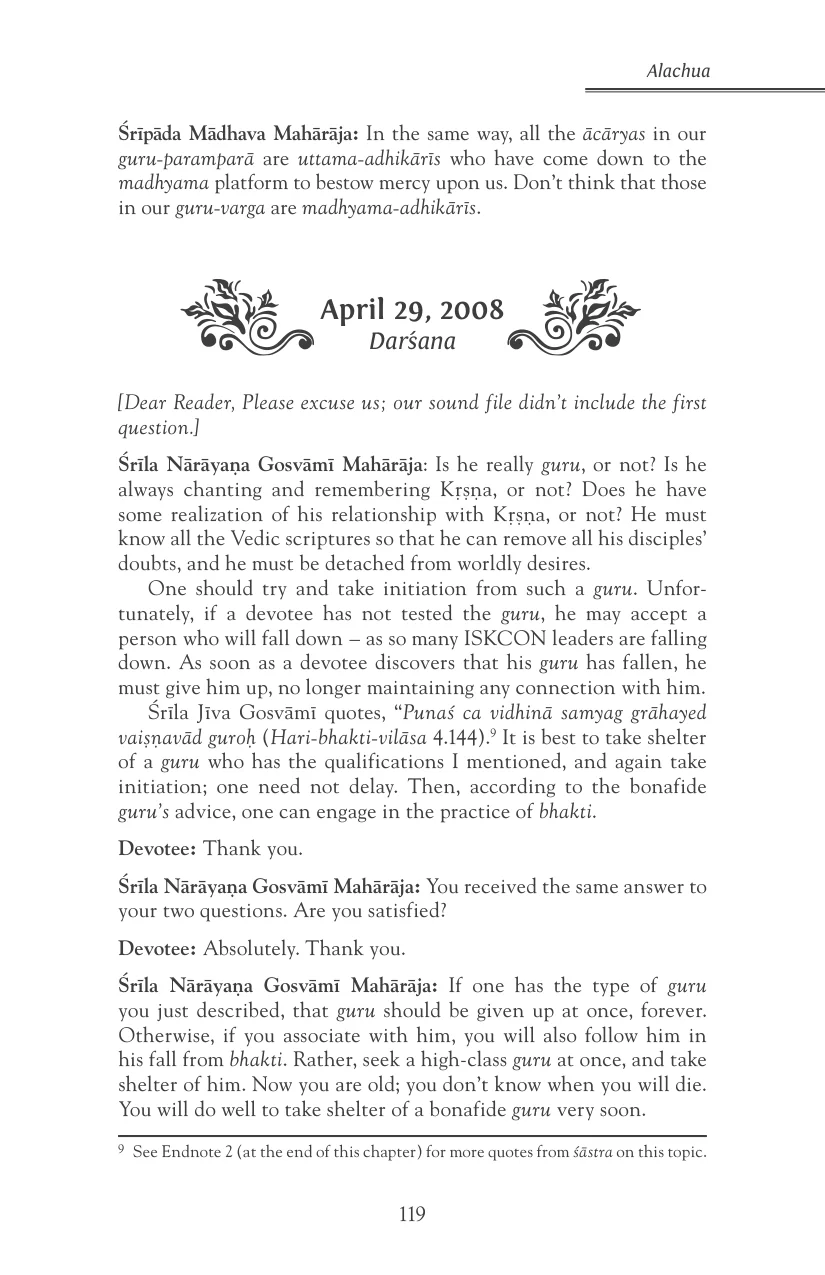 Alachua
Śrīpāda Mādhava Mahārāja: In the same way, all the ācāryas in our
guru-paramparā are uttama-adhikārīs who have come down to the
madhyama platform to bestow mercy upon us. Don't think that those
in our guru-varga are madhyama-adhikārīs.
April 29, 2008
Darśana
[Dear Reader, Please excuse us; our sound file didn't include the first
question.]
Śrīla Nārāyaṇa Gosvāmī Mahārāja: Is he really guru, or not? Is he
always chanting and remembering Kṛṣṇa, or not? Does he have
some realization of his relationship with Kṛṣṇa, or not? He must
know all the Vedic scriptures so that he can remove all his disciples'
doubts, and he must be detached from worldly desires.
One should try and take initiation from such a guru. Unfor-
tunately, if a devotee has not tested the guru, he may accept a
person who will fall down – as so many ISKCON leaders are falling
down. As soon as a devotee discovers that his guru has fallen, he
must give him up, no longer maintaining any connection with him.
Śrīla Jīva Gosvāmī quotes, “Punaś ca vidhinā samyag grāhayed
vaiṣṇavād guroḥ (Hari-bhakti-vilāsa 4.144).⁹ It is best to take shelter
of a guru who has the qualifications I mentioned, and again take
initiation; one need not delay. Then, according to the bonafide
guru's advice, one can engage in the practice of bhakti.
Devotee: Thank you.
Śrīla Nārāyaṇa Gosvāmī Mahārāja: You received the same answer to
your two questions. Are you satisfied?
Devotee: Absolutely. Thank you.
Śrīla Nārāyaṇa Gosvāmī Mahārāja: If one has the type of guru
you just described, that guru should be given up at once, forever.
Otherwise, if you associate with him, you will also follow him in
his fall from bhakti. Rather, seek a high-class guru at once, and take
shelter of him. Now you are old; you don't know when you will die.
You will do well to take shelter of a bonafide guru very soon.
⁹ See Endnote 2 (at the end of this chapter) for more quotes from śāstra on this topic.
119